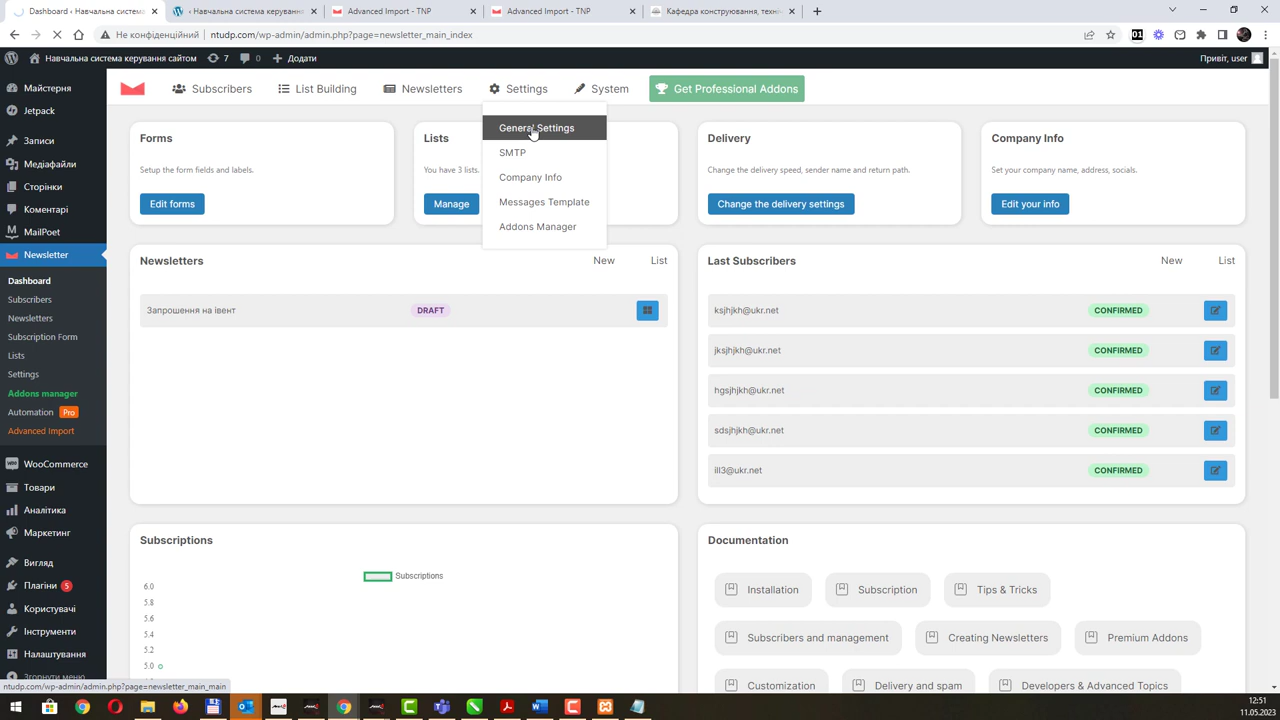 Dashboard ‹ Навчальна система
‹ Навчальна система керування
Advanced Import - TNP
Advanced Import - TNP
Кафедра конструювання, техніч
Не конфіденційний
ntudp.com/wp-admin/admin.php?page=newsletter_main_index
Навчальна система керування сайтом
7
0
Додати
Привіт, user
Майстерня
Jetpack
Записи
Медіафайли
Сторінки
Коментарі
MailPoet
Newsletter
Dashboard
Subscribers
Newsletters
Subscription Form
Lists
Settings
Addons manager
Automation Pro
Advanced Import
WooCommerce
Товари
Аналітика
Маркетинг
Вигляд
Плагіни 5
Користувачі
Інструменти
Налаштування
Згорнути меню
Subscribers
List Building
Newsletters
Settings
System
Get Professional Addons
General Settings
SMTP
Company Info
Messages Template
Addons Manager
Forms
Setup the form fields and labels.
Edit forms
Lists
You have 3 lists.
Manage
Delivery
Change the delivery speed, sender name and return path.
Change the delivery settings
Company Info
Set your company name, address, socials.
Edit your info
Newsletters
New
List
Запрошення на івент
DRAFT
Last Subscribers
New
List
ksjhjkh@ukr.net
CONFIRMED
jksjhjkh@ukr.net
CONFIRMED
hgsjhjkh@ukr.net
CONFIRMED
sdsjhjkh@ukr.net
CONFIRMED
ill3@ukr.net
CONFIRMED
Subscriptions
Subscriptions
6.0
5.8
5.6
5.4
5.2
5.0
Documentation
Installation
Subscription
Tips & Tricks
Subscribers and management
Creating Newsletters
Premium Addons
Customization
Delivery and spam
Developers & Advanced Topics
ntudp.com/wp-admin/admin.php?page=newsletter_main_main
12:51
11.05.2023